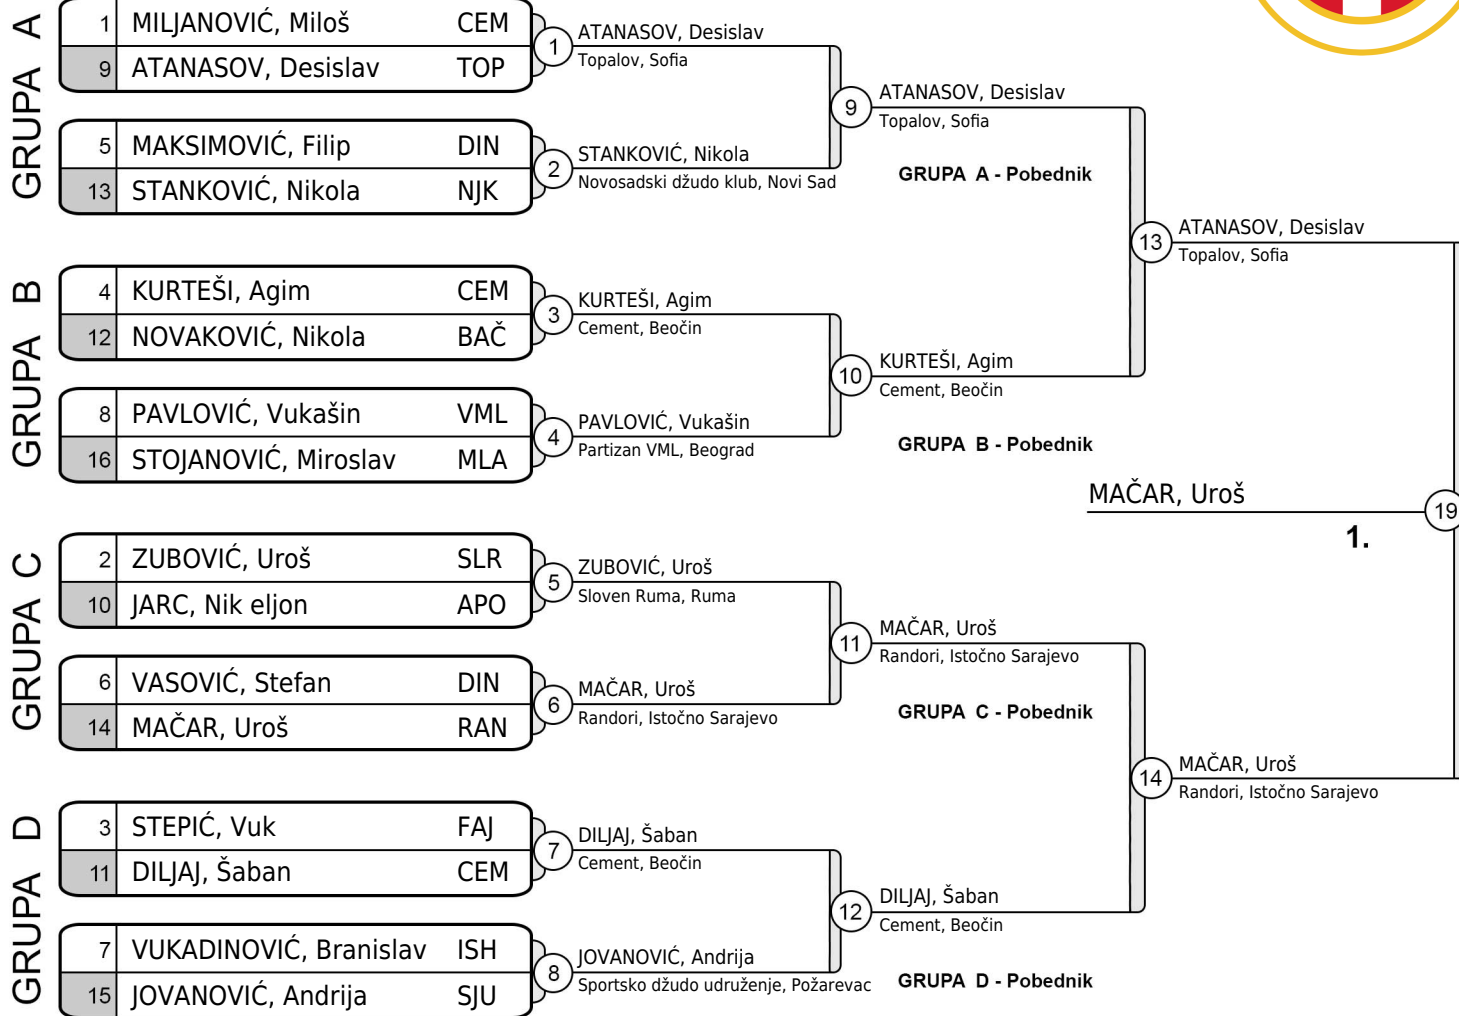 GRUPA A
1 MILJANOVIĆ, Miloš CEM
9 ATANASOV, Desislav TOP
5 MAKSIMOVIĆ, Filip DIN
13 STANKOVIĆ, Nikola NJK
GRUPA B
4 KURTEŠI, Agim CEM
12 NOVAKOVIĆ, Nikola BAČ
8 PAVLOVIĆ, Vukašin VML
16 STOJANOVIĆ, Miroslav MLA
GRUPA C
2 ZUBOVIĆ, Uroš SLR
10 JARC, Nik eljon APO
6 VASOVIĆ, Stefan DIN
14 MAČAR, Uroš RAN
GRUPA D
3 STEPIĆ, Vuk FAJ
11 DILJAJ, Šaban CEM
7 VUKADINOVIĆ, Branislav ISH
15 JOVANOVIĆ, Andrija SJU
1 ATANASOV, Desislav
Topalov, Sofia
2 STANKOVIĆ, Nikola
Novosadski džudo klub, Novi Sad
3 KURTEŠI, Agim
Cement, Beočin
4 PAVLOVIĆ, Vukašin
Partizan VML, Beograd
5 ZUBOVIĆ, Uroš
Sloven Ruma, Ruma
6 MAČAR, Uroš
Randori, Istočno Sarajevo
7 DILJAJ, Šaban
Cement, Beočin
8 JOVANOVIĆ, Andrija
Sportsko džudo udruženje, Požarevac
9 ATANASOV, Desislav
Topalov, Sofia
GRUPA A - Pobednik
10 KURTEŠI, Agim
Cement, Beočin
GRUPA B - Pobednik
11 MAČAR, Uroš
Randori, Istočno Sarajevo
GRUPA C - Pobednik
12 DILJAJ, Šaban
Cement, Beočin
GRUPA D - Pobednik
13 ATANASOV, Desislav
Topalov, Sofia
14 MAČAR, Uroš
Randori, Istočno Sarajevo
MAČAR, Uroš 19
1.